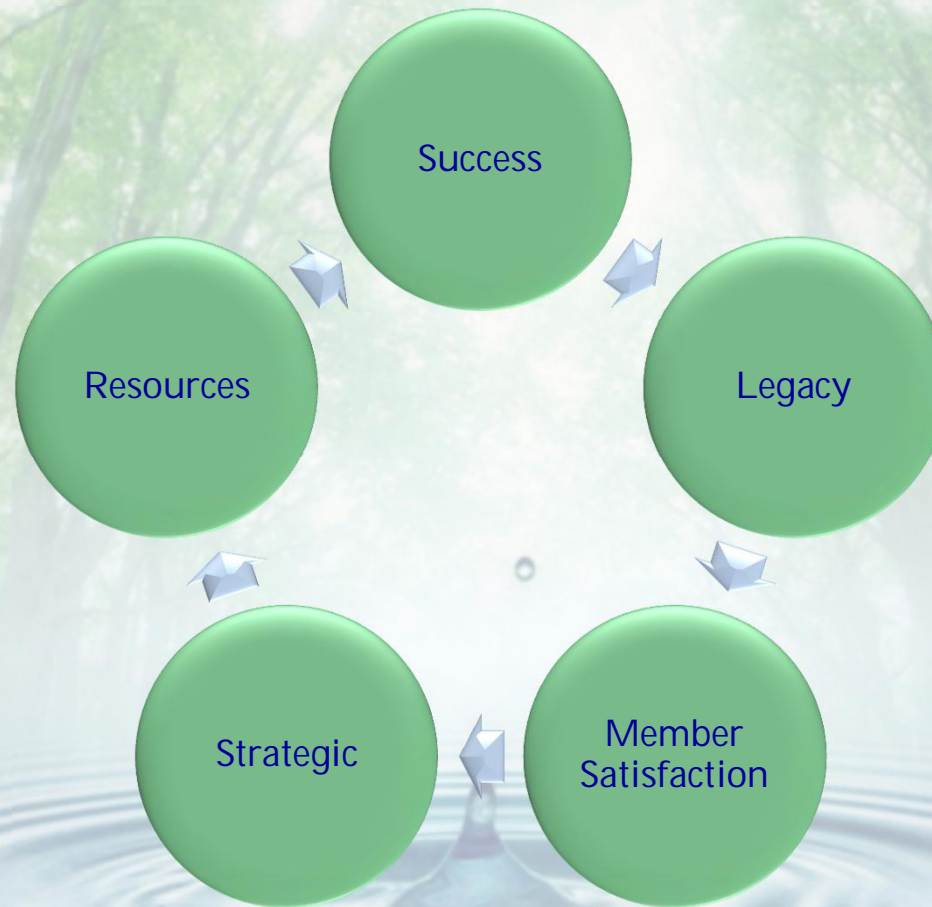 Success
Resources
Legacy
Strategic
Member
Satisfaction